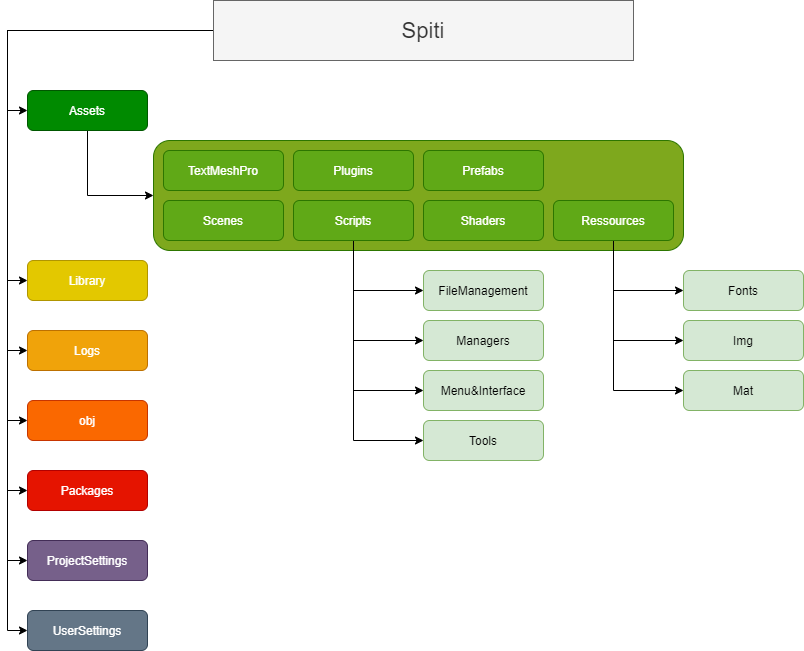 Spiti
Assets
TextMeshPro
Plugins
Prefabs
Scenes
Scripts
Shaders
Ressources
Library
FileManagement
Fonts
Logs
Managers
Img
Menu&Interface
Mat
obj
Tools
Packages
ProjectSettings
UserSettings